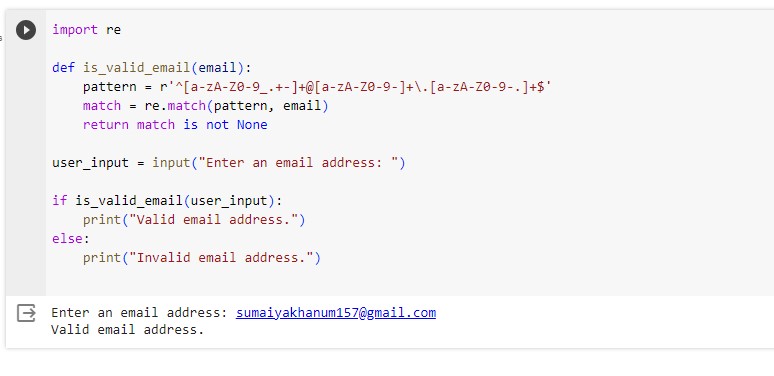 import re
def is_valid_email(email):
    pattern = r'^[a-zA-Z0-9_.+-]+@[a-zA-Z0-9-]+\.[a-zA-Z0-9-.]+$'
    match = re.match(pattern, email)
    return match is not None
user_input = input("Enter an email address: ")
if is_valid_email(user_input):
    print("Valid email address.")
else:
    print("Invalid email address.")
Enter an email address: sumaiyakhanum157@gmail.com
Valid email address.